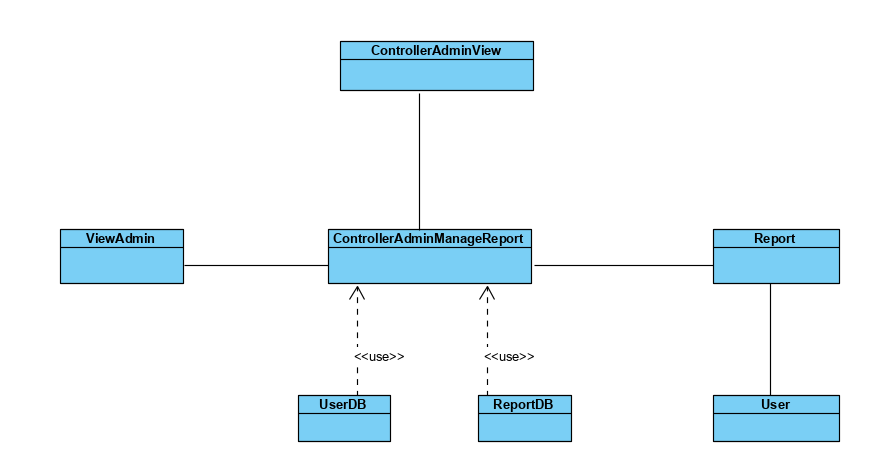 ControllerAdminView
ViewAdmin
ControllerAdminManageReport
Report
<<use>>
<<use>>
UserDB
ReportDB
User